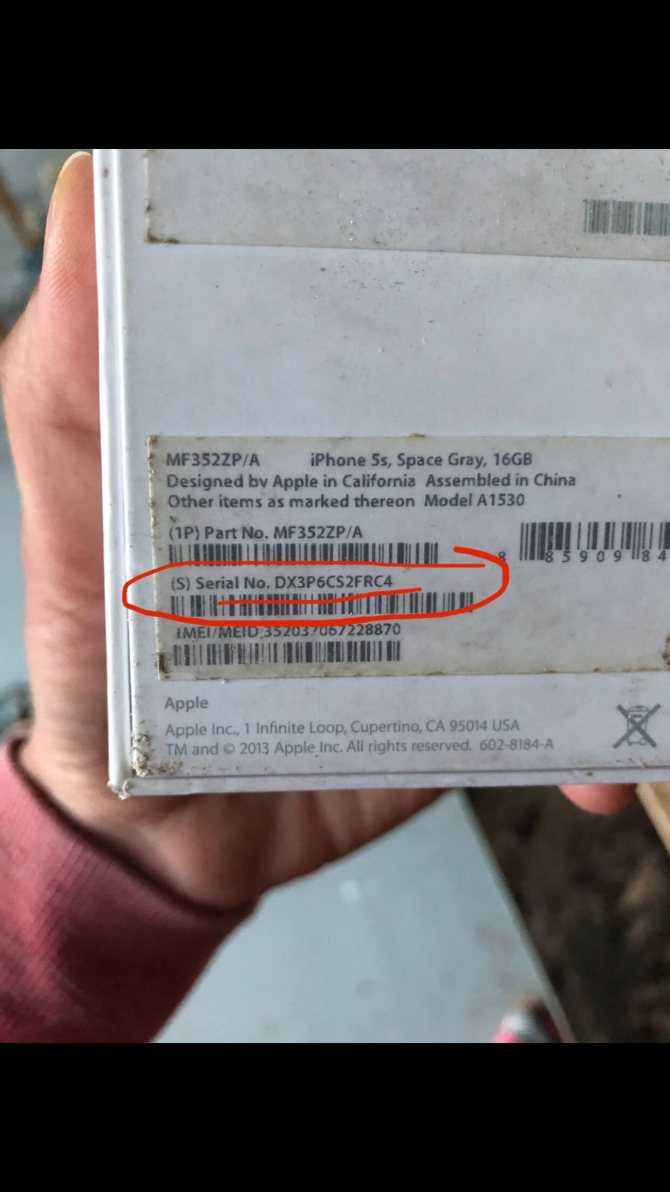 MF352ZP/A iPhone 5s, Space Gray, 16GB
Designed by Apple in California Assembled in China
Other items as marked thereon Model A1530
(1P) Part No. MF352ZP/A
8 85909 84
(S) Serial No. DX3P6CS2FRC4
IMEI/MEID 352037067228870
Apple
Apple Inc., 1 Infinite Loop, Cupertino, CA 95014 USA
TM and © 2013 Apple Inc. All rights reserved. 602-8184-A